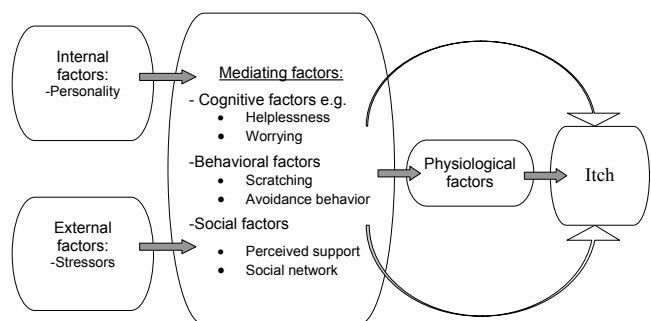 Internal
factors:
-Personality
External
factors:
-Stressors
Mediating factors:
- Cognitive factors e.g.
• Helplessness
• Worrying
-Behavioral factors
• Scratching
• Avoidance behavior
-Social factors
• Perceived support
• Social network
Physiological
factors
Itch